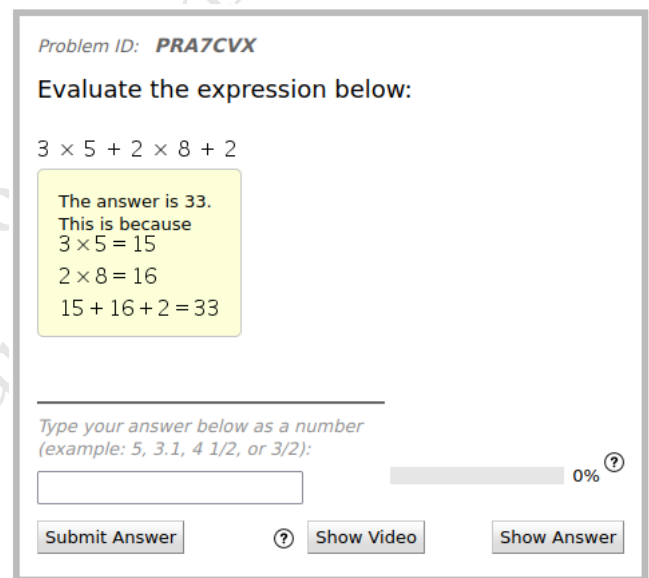 Problem ID: PRA7CVX
Evaluate the expression below:
3 × 5 + 2 × 8 + 2
The answer is 33.
This is because
3 × 5 = 15
2 × 8 = 16
15 + 16 + 2 = 33
Type your answer below as a number
(example: 5, 3.1, 4 1/2, or 3/2):
0% ?
Submit Answer ? Show Video Show Answer